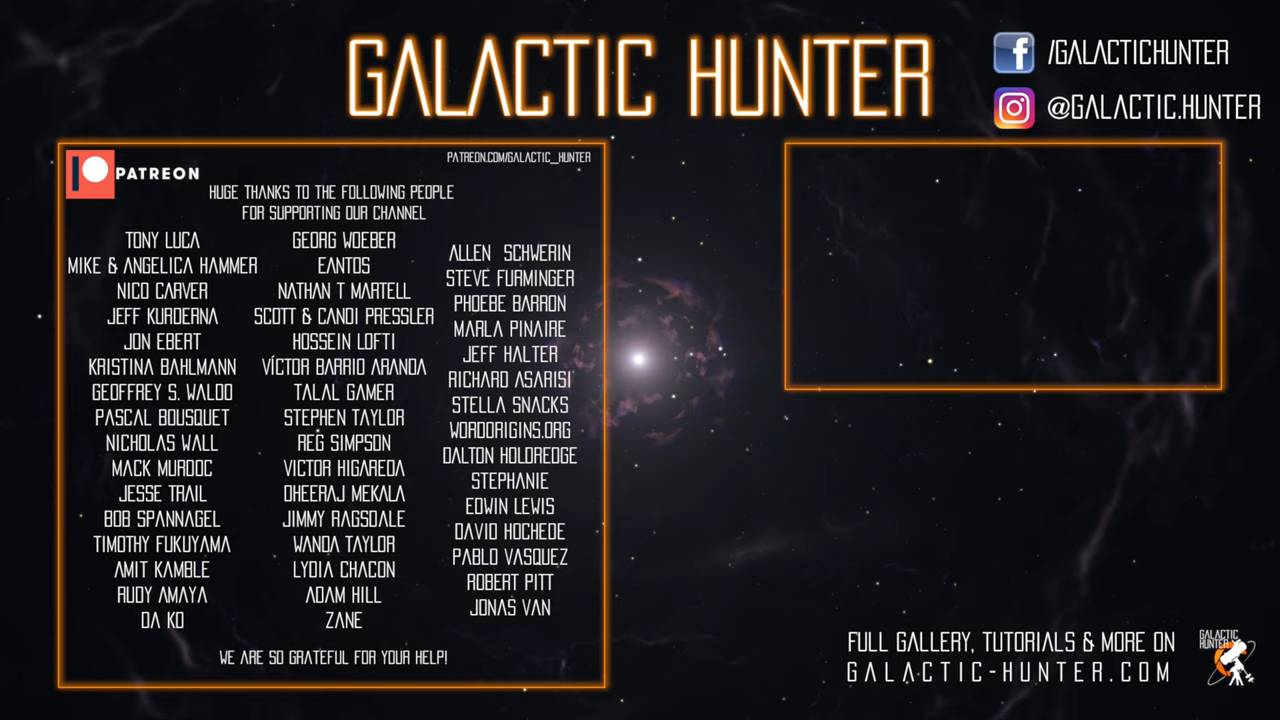 GALACTIC HUNTER
/GALACTICHUNTER
@GALACTIC.HUNTER
PATREON
PATREON.COM/GALACTIC_HUNTER
HUGE THANKS TO THE FOLLOWING PEOPLE
FOR SUPPORTING OUR CHANNEL
TONY LUCA
MIKE & ANGELICA HAMMER
NICO CARVER
JEFF KURDERNA
JON EBERT
KRISTINA BAHLMANN
GEOFFREY S. WALDO
PASCAL BOUSQUET
NICHOLAS WALL
MACK MURDOC
JESSE TRAIL
BOB SPANNAGEL
TIMOTHY FUKUYAMA
AMIT KAMBLE
RUDY AMAYA
DA KO
GEORG WOEBER
EANTOS
NATHAN T MARTELL
SCOTT & CANDI PRESSLER
HOSSEIN LOFTI
VÍCTOR BARRIO ARANDA
TALAL GAMER
STEPHEN TAYLOR
REG SIMPSON
VICTOR HIGAREDA
DHEERAJ MEKALA
JIMMY RAGSDALE
WANDA TAYLOR
LYDIA CHACON
ADAM HILL
ZANE
ALLEN SCHWERIN
STEVE FURMINGER
PHOEBE BARRON
MARLA PINAIRE
JEFF HALTER
RICHARD ASARISI
STELLA SNACKS
WORDORIGINS.ORG
DALTON HOLDREDGE
STEPHANIE
EDWIN LEWIS
DAVID HOCHEDE
PABLO VASQUEZ
ROBERT PITT
JONAS VAN
WE ARE SO GRATEFUL FOR YOUR HELP!
FULL GALLERY, TUTORIALS & MORE ON
GALACTIC-HUNTER.COM
GALACTIC
HUNTER